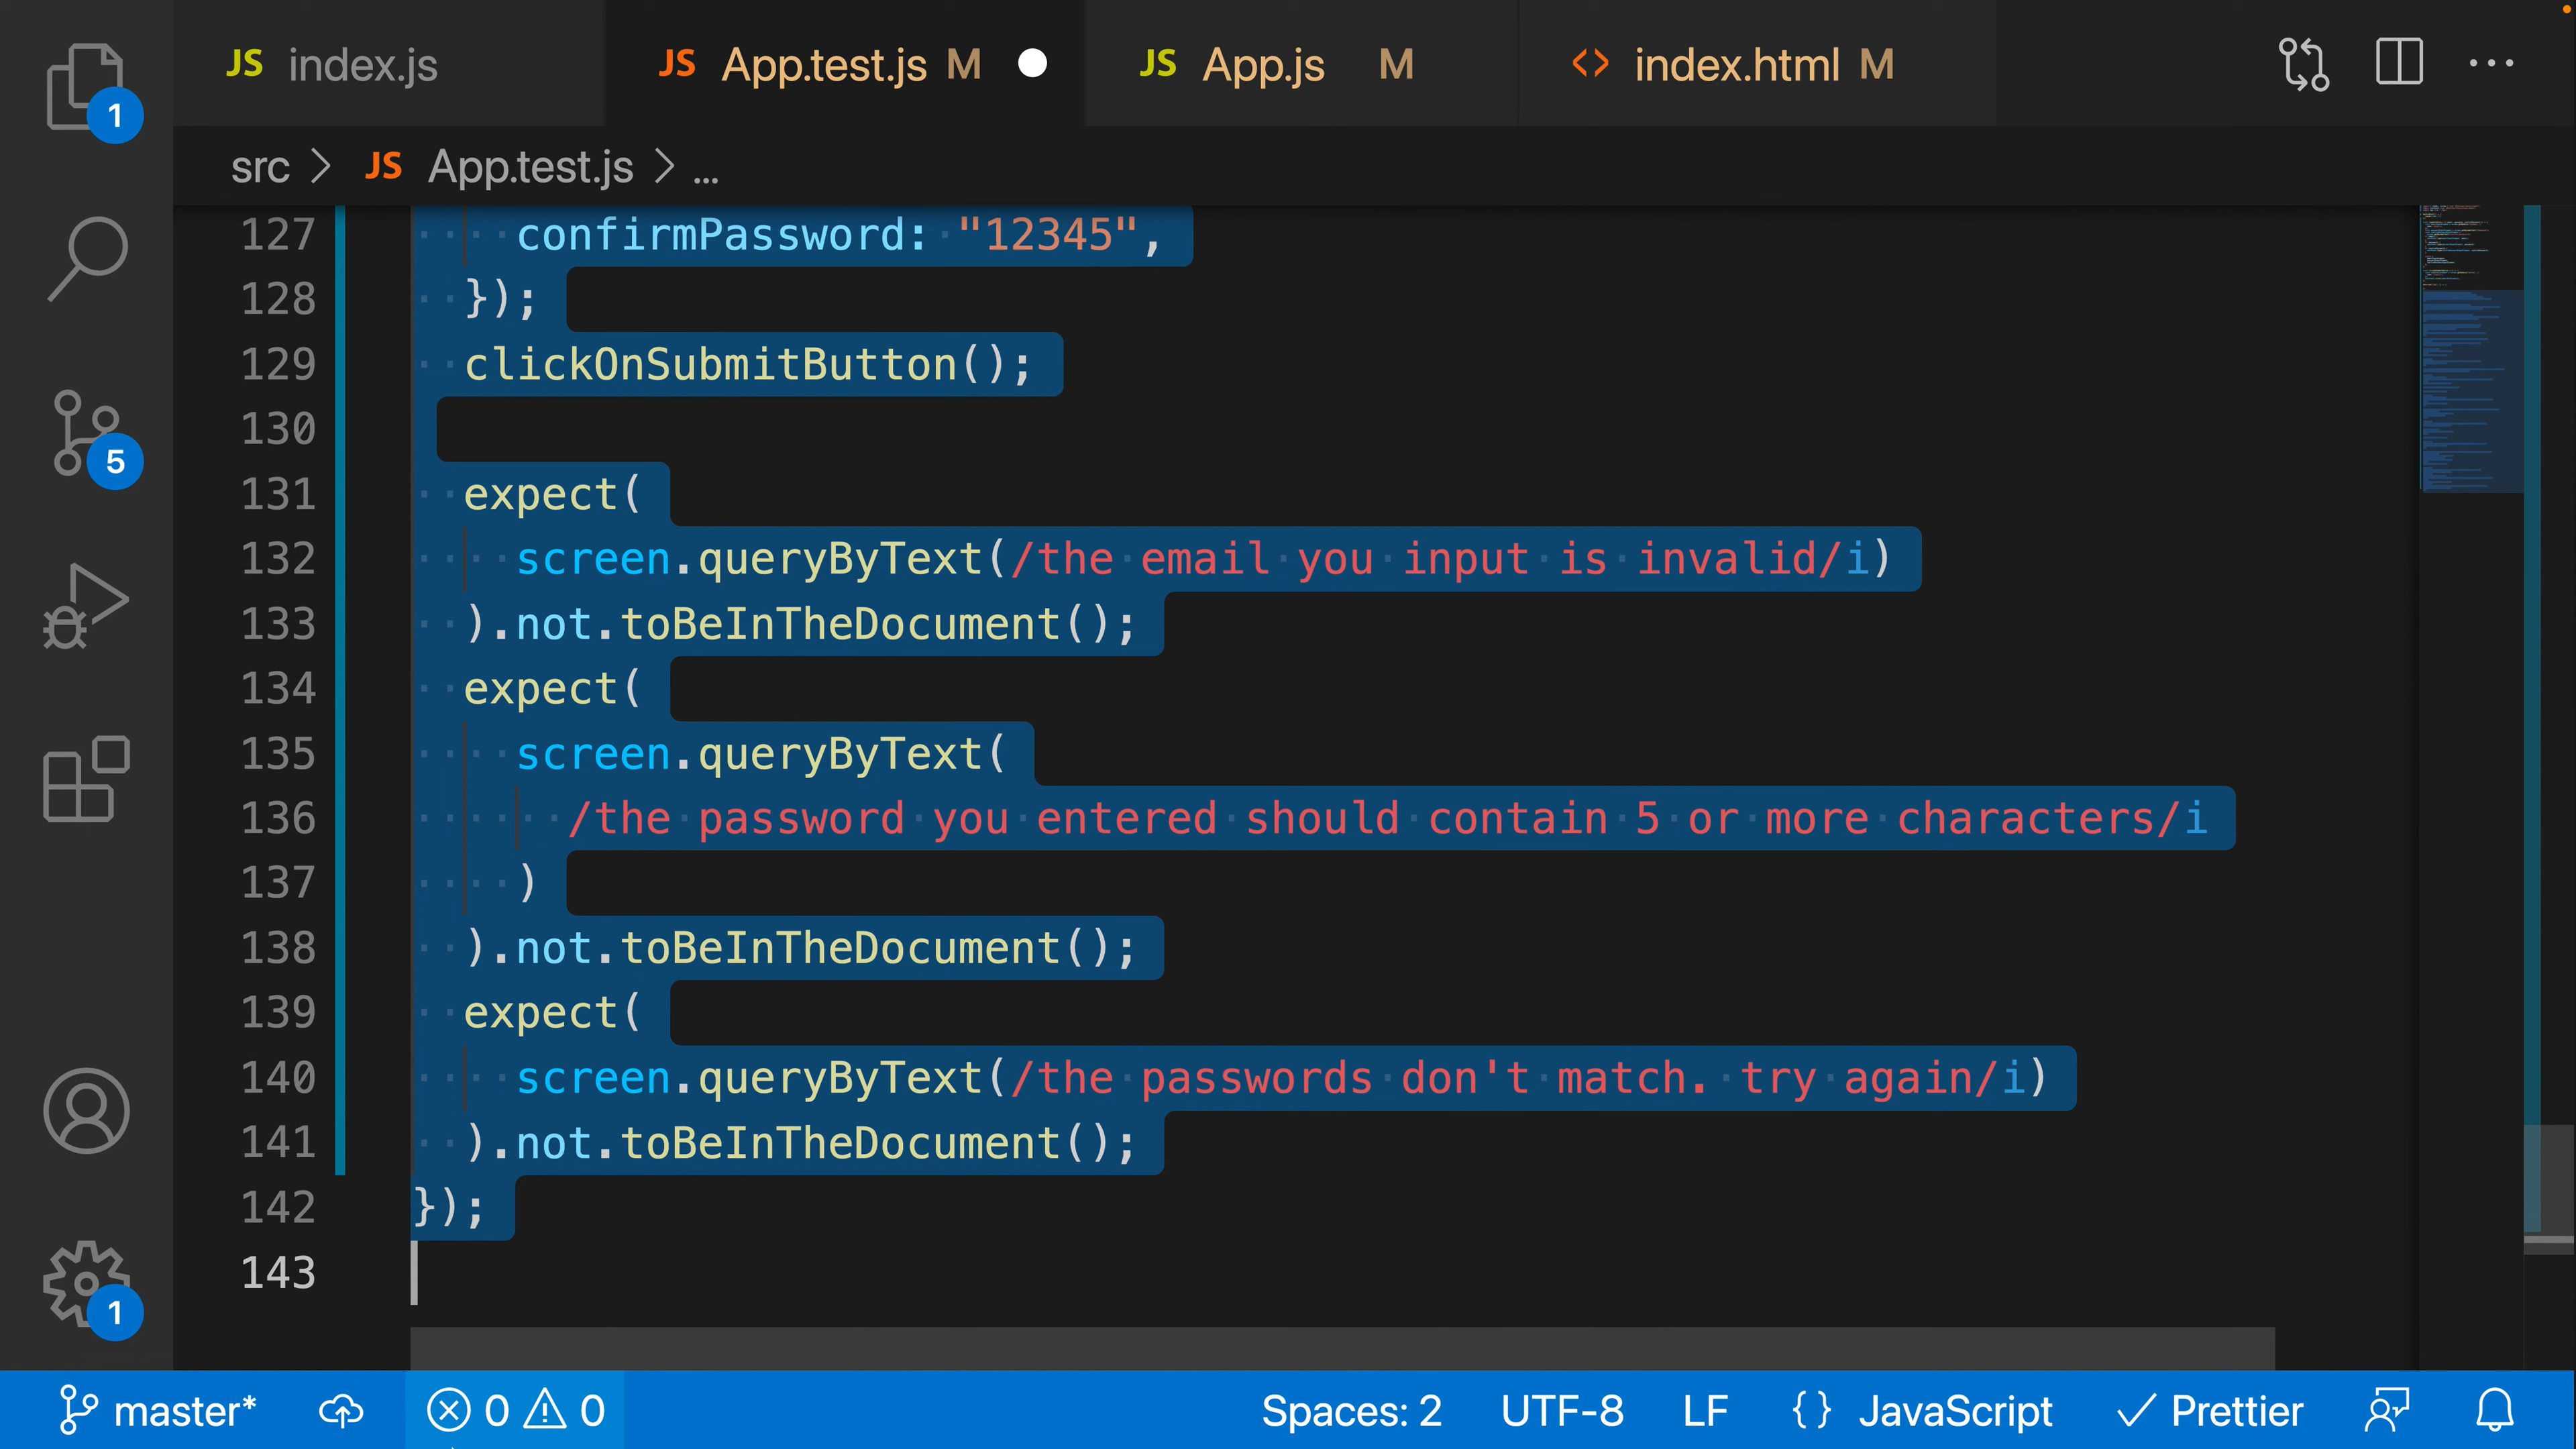 JS index.js JS App.test.js M JS App.js M <> index.html M ...
src > JS App.test.js > ...
1
5
1
127 confirmPassword: "12345",
128 });
129 clickOnSubmitButton();
130
131 expect(
132 screen.queryByText(/the email you input is invalid/i)
133 ).not.toBeInTheDocument();
134 expect(
135 screen.queryByText(
136 /the password you entered should contain 5 or more characters/i
137 )
138 ).not.toBeInTheDocument();
139 expect(
140 screen.queryByText(/the passwords don't match. try again/i)
141 ).not.toBeInTheDocument();
142 });
143
master* 0 0 Spaces: 2 UTF-8 LF {} JavaScript Prettier